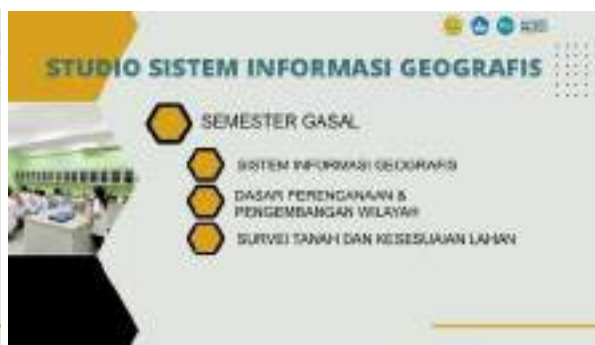 STUDIO SISTEM INFORMASI GEOGRAFIS
SEMESTER GASAL
SISTEM INFORMASI GEOGRAFIS
DASAR PERENCANAAN &
PENGEMBANGAN WILAYAH
SURVEI TANAH DAN KESESUAIAN LAHAN